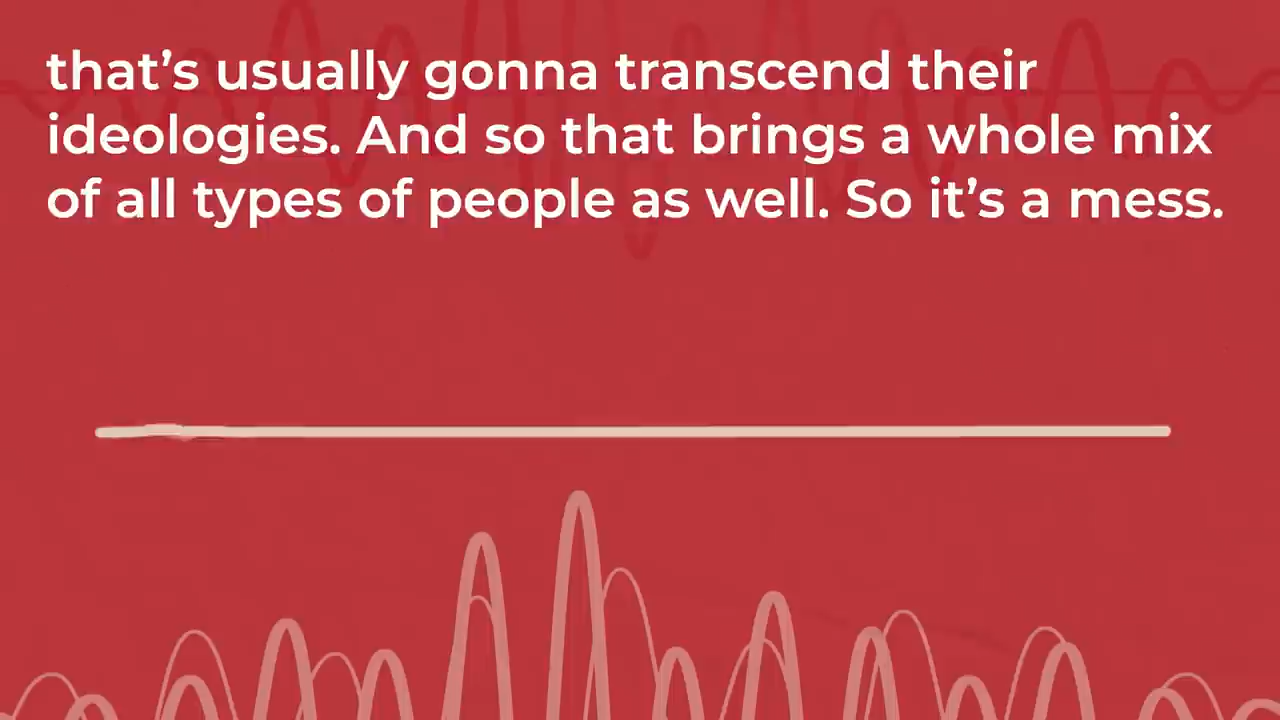 that’s usually gonna transcend their
ideologies. And so that brings a whole mix
of all types of people as well. So it’s a mess.